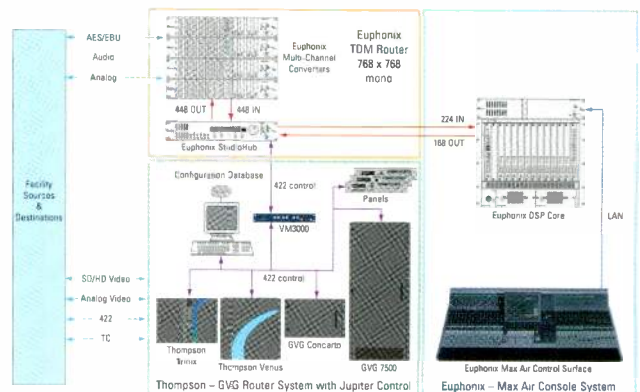 AES/EBU
Audio
Analog
Euphonix
Multi-Channel
Converters
Euphonix
TDM Router
768 x 768
mono
448 OUT
448 IN
Euphonix StudioHub
224 IN
168 OUT
Euphonix DSP Core
LAN
Facility
Sources
&
Destinations
Configuration Database
422 control
Panels
VM3000
422 control
SD/HD Video
Analog Video
422
TC
Thompson
Trinix
Thompson Venus
GVG Concerto
GVG 7500
Euphonix Max Air Control Surface
Thompson – GVG Router System with Jupiter Control
Euphonix – Max Air Console System